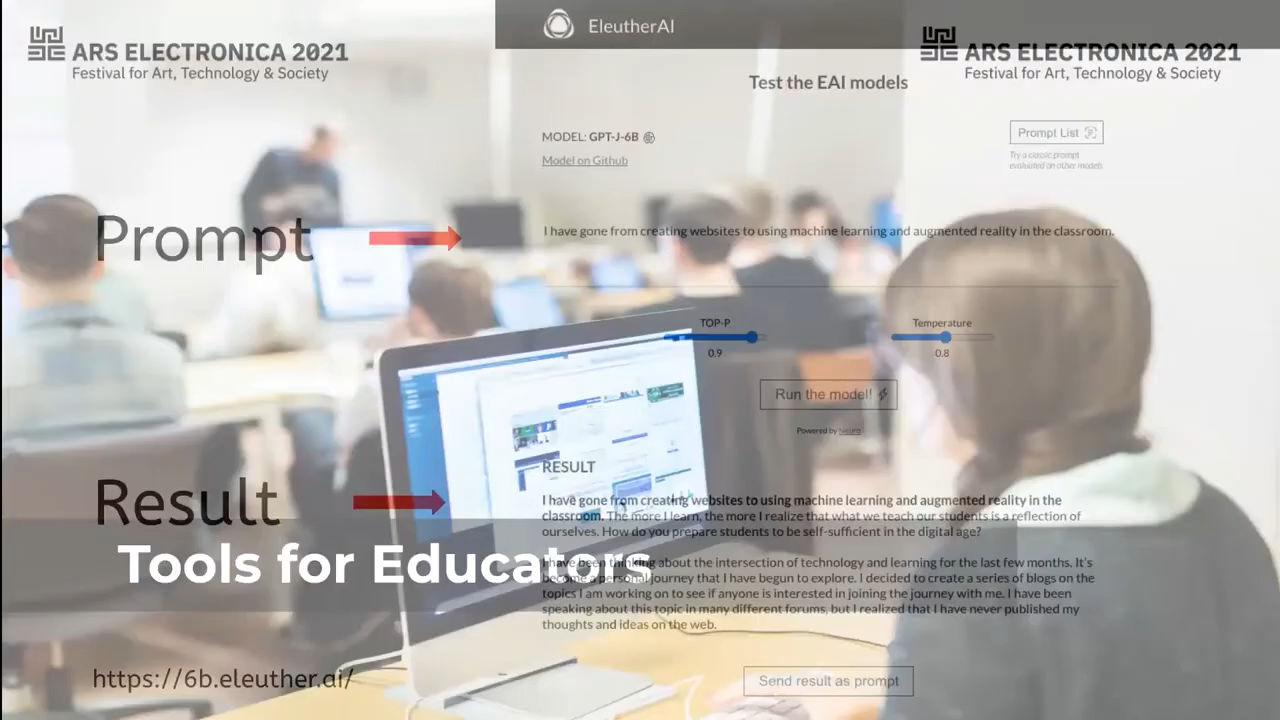 ARS ELECTRONICA 2021
Festival for Art, Technology & Society
EleutherAI
ARS ELECTRONICA 2021
Festival for Art, Technology & Society
Test the EAI models
MODEL: GPT-J-6B
Model on Github
Prompt List
Try a classic prompt
evaluated on other models
Prompt
I have gone from creating websites to using machine learning and augmented reality in the classroom.
TOP-P
0.9
Temperature
0.8
Run the model!
Powered by Neuro
RESULT
Result
I have gone from creating websites to using machine learning and augmented reality in the
classroom. The more I learn, the more I realize that what we teach our students is a reflection of
ourselves. How do you prepare students to be self-sufficient in the digital age?
Tools for Educators
I have been thinking about the intersection of technology and learning for the last few months. It's
become a personal journey that I have begun to explore. I decided to create a series of blogs on the
topics I am working on to see if anyone is interested in joining the journey with me. I have been
speaking about this topic in many different forums, but I realized that I have never published my
thoughts and ideas on the web.
https://6b.eleuther.ai/
Send result as prompt